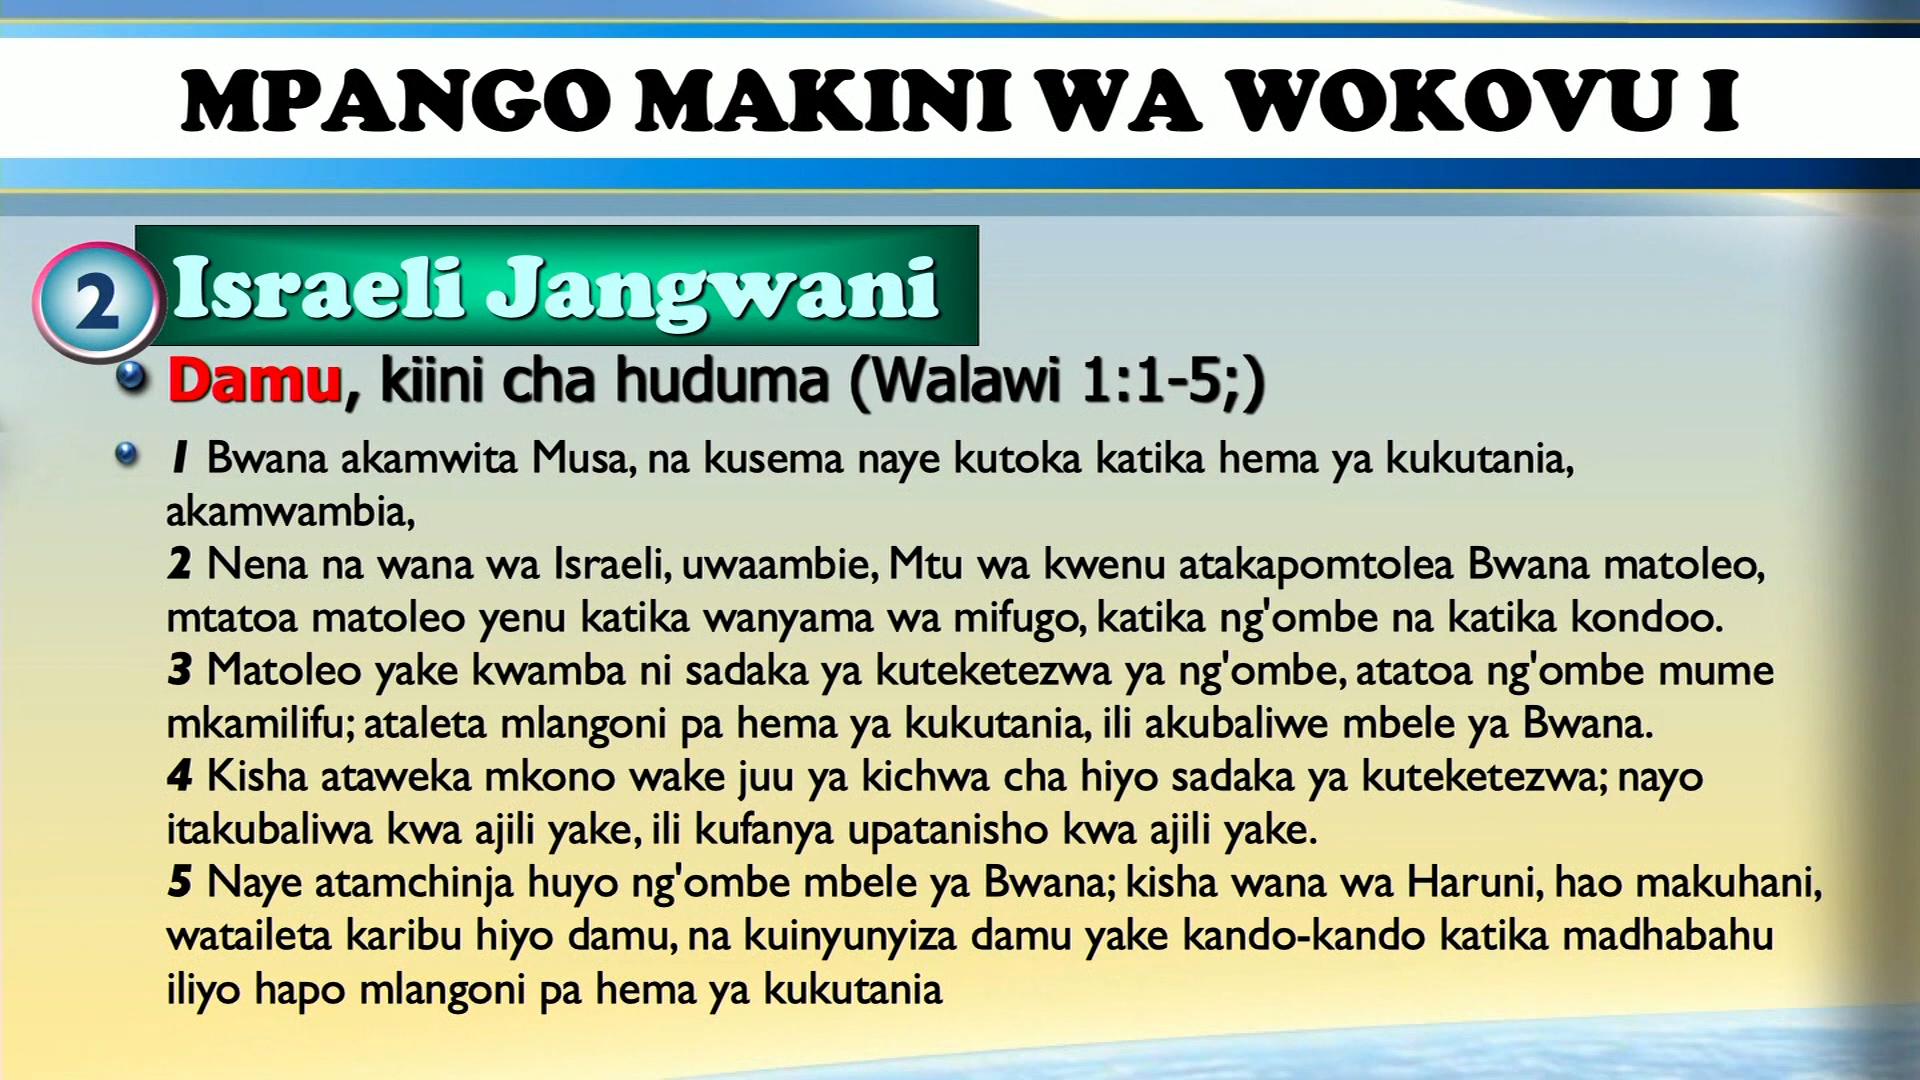 MPANGO MAKINI WA WOKOVU I
2 Israeli Jangwani
Damu, kiini cha huduma (Walawi 1:1-5;)
1 Bwana akamwita Musa, na kusema naye kutoka katika hema ya kukutania,
akamwambia,
2 Nena na wana wa Israeli, uwaambie, Mtu wa kwenu atakapomtolea Bwana matoleo,
mtatoa matoleo yenu katika wanyama wa mifugo, katika ng'ombe na katika kondoo.
3 Matoleo yake kwamba ni sadaka ya kuteketezwa ya ng'ombe, atatoa ng'ombe mume
mkamilifu; ataleta mlangoni pa hema ya kukutania, ili akubaliwe mbele ya Bwana.
4 Kisha ataweka mkono wake juu ya kichwa cha hiyo sadaka ya kuteketezwa; nayo
itakubaliwa kwa ajili yake, ili kufanya upatanisho kwa ajili yake.
5 Naye atamchinja huyo ng'ombe mbele ya Bwana; kisha wana wa Haruni, hao makuhani,
wataileta karibu hiyo damu, na kuinyunyiza damu yake kando-kando katika madhabahu
iliyo hapo mlangoni pa hema ya kukutania